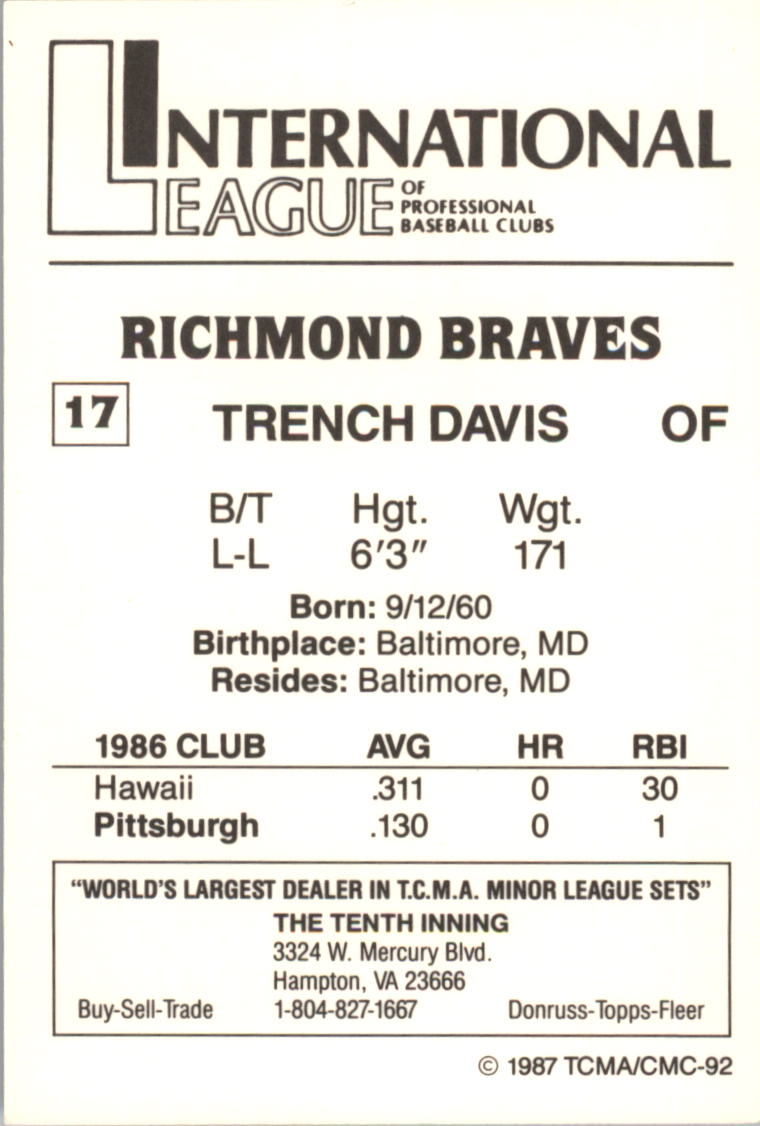 INTERNATIONAL
LEAGUE OF PROFESSIONAL BASEBALL CLUBS
RICHMOND BRAVES
17 TRENCH DAVIS OF
B/T Hgt. Wgt.
L-L 6'3" 171
Born: 9/12/60
Birthplace: Baltimore, MD
Resides: Baltimore, MD
1986 CLUB AVG HR RBI
Hawaii .311 0 30
Pittsburgh .130 0 1
“WORLD'S LARGEST DEALER IN T.C.M.A. MINOR LEAGUE SETS”
THE TENTH INNING
3324 W. Mercury Blvd.
Hampton, VA 23666
Buy-Sell-Trade 1-804-827-1667 Donruss-Topps-Fleer
© 1987 TCMA/CMC-92